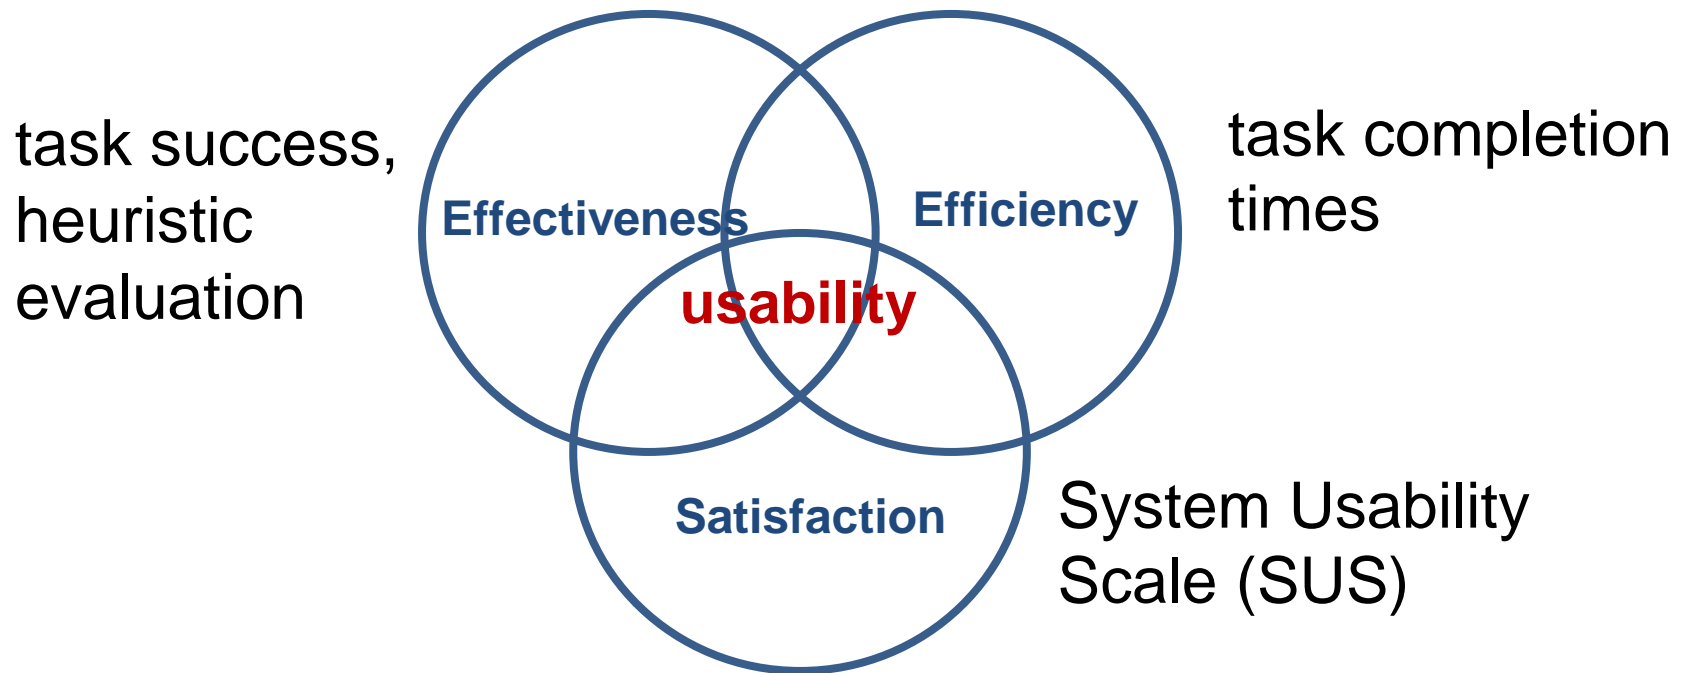 task success,
heuristic
evaluation
Effectiveness
Efficiency
task completion
times
usability
Satisfaction
System Usability
Scale (SUS)